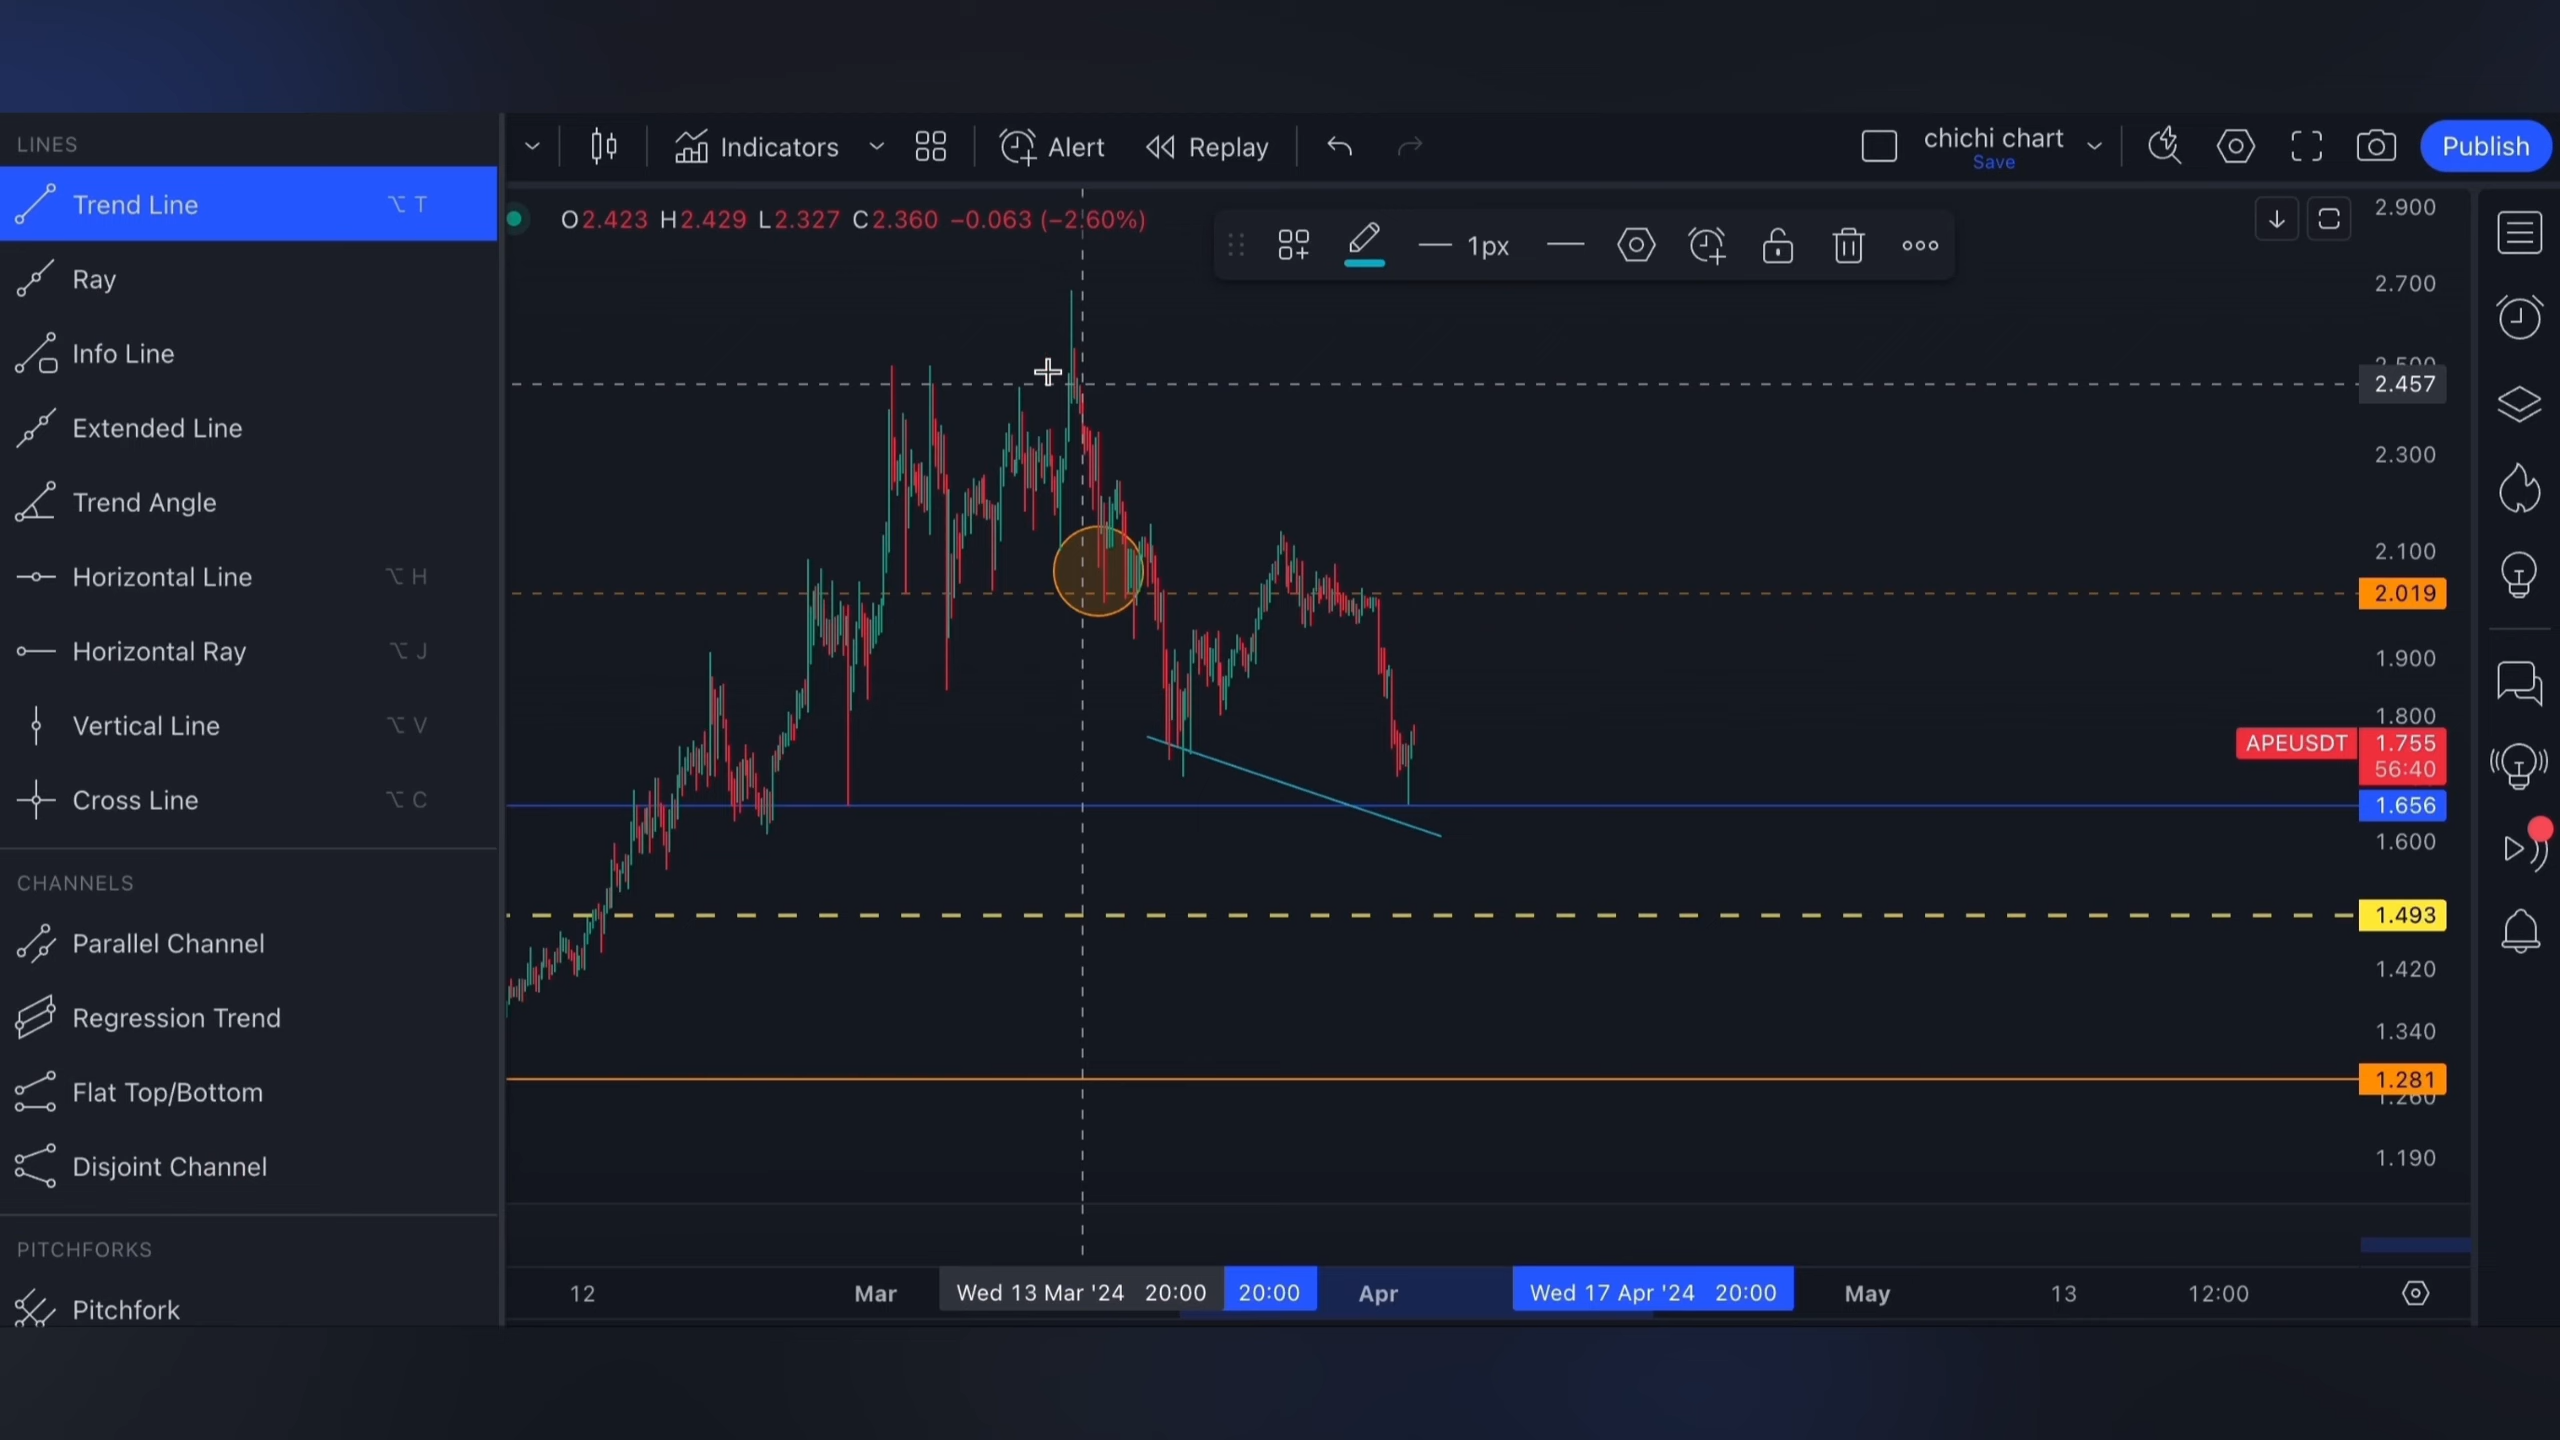 LINES
Trend Line ⌥ T
Ray
Info Line
Extended Line
Trend Angle
Horizontal Line ⌥ H
Horizontal Ray ⌥ J
Vertical Line ⌥ V
Cross Line ⌥ C
CHANNELS
Parallel Channel
Regression Trend
Flat Top/Bottom
Disjoint Channel
PITCHFORKS
Pitchfork
Indicators
Alert
Replay
chichi chart
Save
Publish
O2.423 H2.429 L2.327 C2.360 −0.063 (−2.60%)
1px
2.900
2.700
2.500
2.457
2.300
2.100
2.019
1.900
1.800
APEUSDT 1.755
56:40
1.656
1.600
1.493
1.420
1.340
1.281
1.260
1.190
12 Mar Wed 13 Mar '24 20:00 20:00 Apr Wed 17 Apr '24 20:00 May 13 12:00